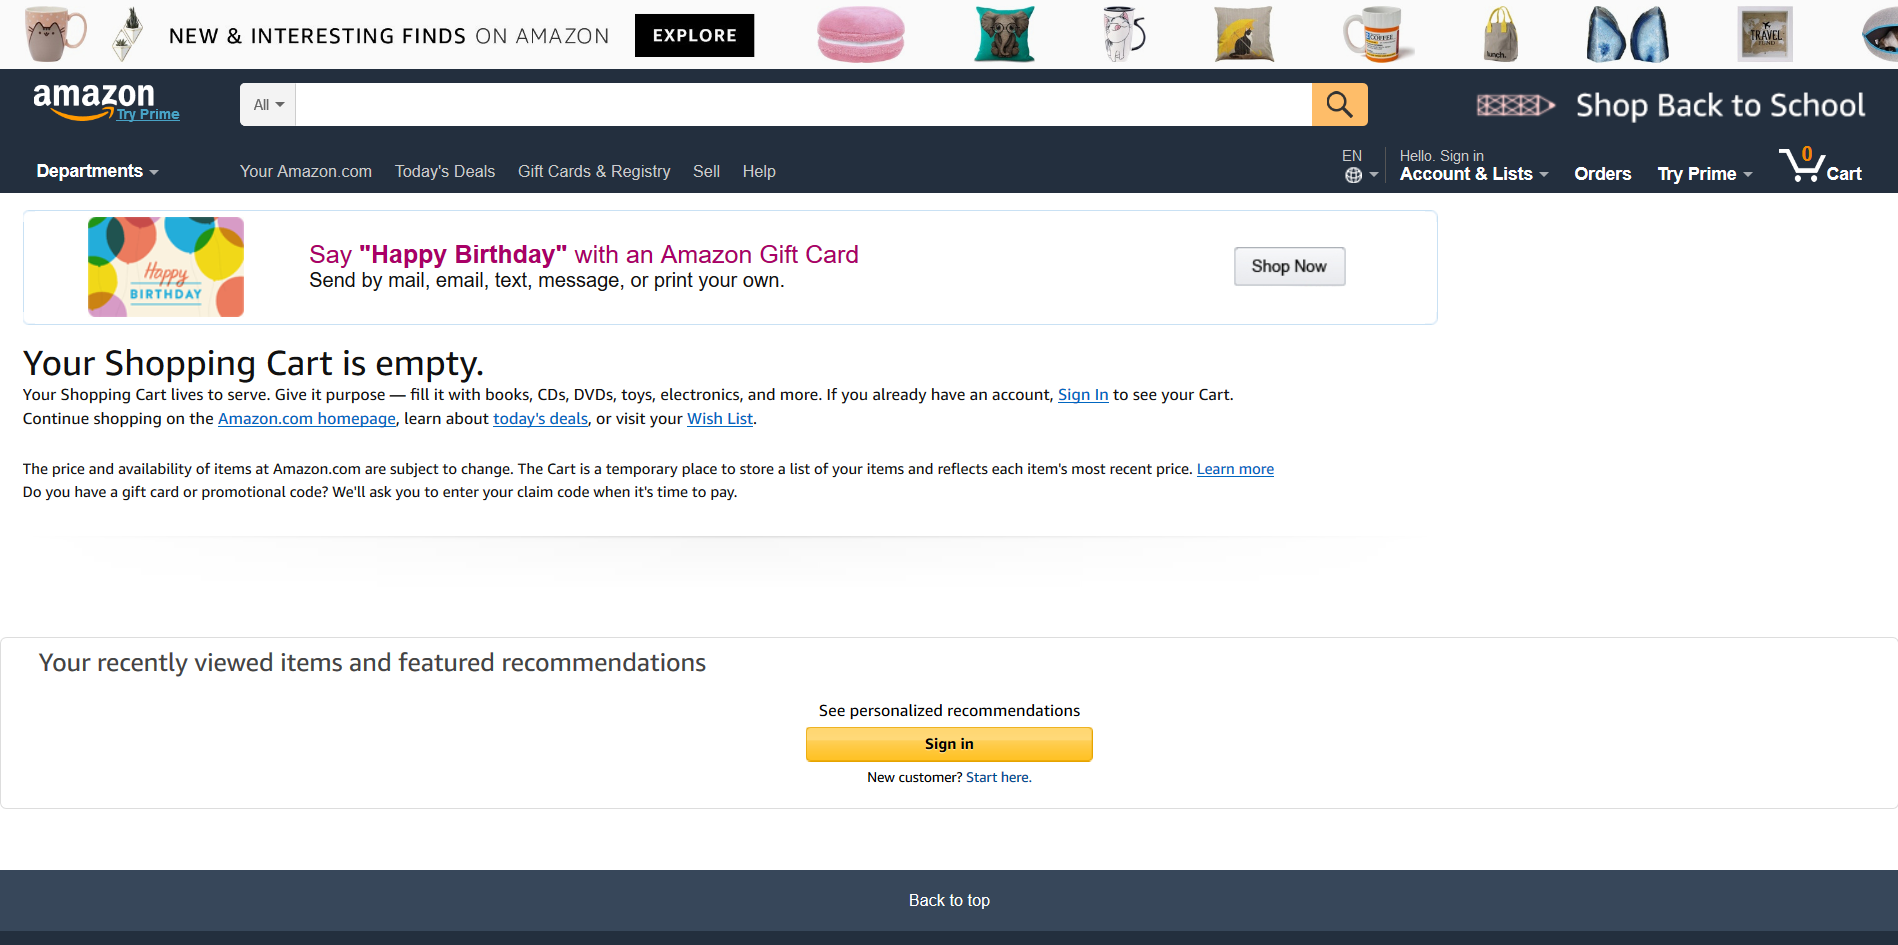 NEW & INTERESTING FINDS ON AMAZON
EXPLORE
COFFEE
lunch.
TRAVEL
FUND
amazon
Try Prime
All
Shop Back to School
Departments
Your Amazon.com
Today's Deals
Gift Cards & Registry
Sell
Help
EN
Hello. Sign in
Account & Lists
Orders
Try Prime
0
Cart
Happy
BIRTHDAY
Say "Happy Birthday" with an Amazon Gift Card
Send by mail, email, text, message, or print your own.
Shop Now
Your Shopping Cart is empty.
Your Shopping Cart lives to serve. Give it purpose — fill it with books, CDs, DVDs, toys, electronics, and more. If you already have an account, Sign In to see your Cart.
Continue shopping on the Amazon.com homepage, learn about today's deals, or visit your Wish List.
The price and availability of items at Amazon.com are subject to change. The Cart is a temporary place to store a list of your items and reflects each item's most recent price. Learn more
Do you have a gift card or promotional code? We'll ask you to enter your claim code when it's time to pay.
Your recently viewed items and featured recommendations
See personalized recommendations
Sign in
New customer? Start here.
Back to top